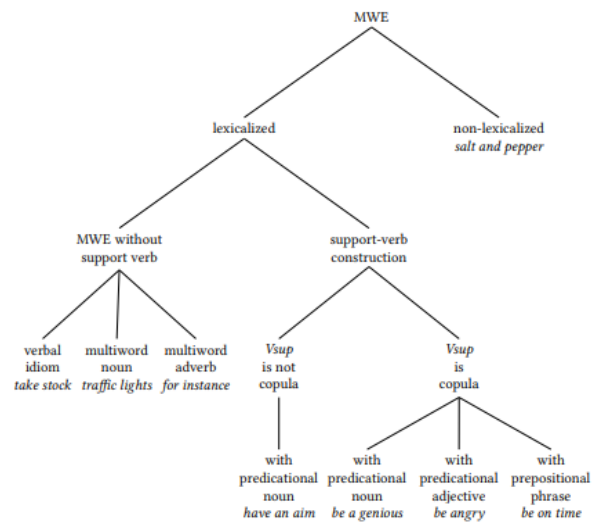 MWE
lexicalized
non-lexicalized
salt and pepper
MWE without
support verb
support-verb
construction
verbal
idiom
take stock
multiword
noun
traffic lights
multiword
adverb
for instance
Vsup
is not
copula
Vsup
is
copula
with
predicational
noun
have an aim
with
predicational
noun
be a genious
with
predicational
adjective
be angry
with
prepositional
phrase
be on time